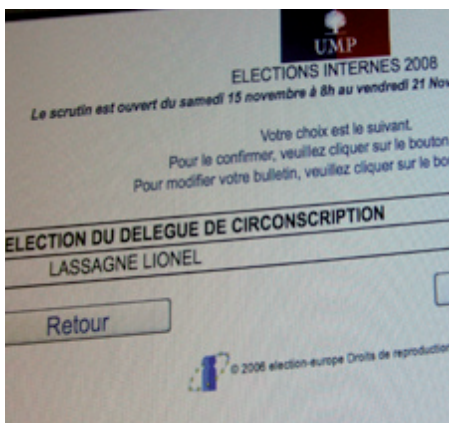 UMP
ELECTIONS INTERNES 2008
Le scrutin est ouvert du samedi 15 novembre à 8h au vendredi 21 Nov
Votre choix est le suivant.
Pour le confirmer, veuillez cliquer sur le bouton
Pour modifier votre bulletin, veuillez cliquer sur le bo
ELECTION DU DELEGUE DE CIRCONSCRIPTION
LASSAGNE LIONEL
Retour
© 2006 election-europe Droits de reproduction